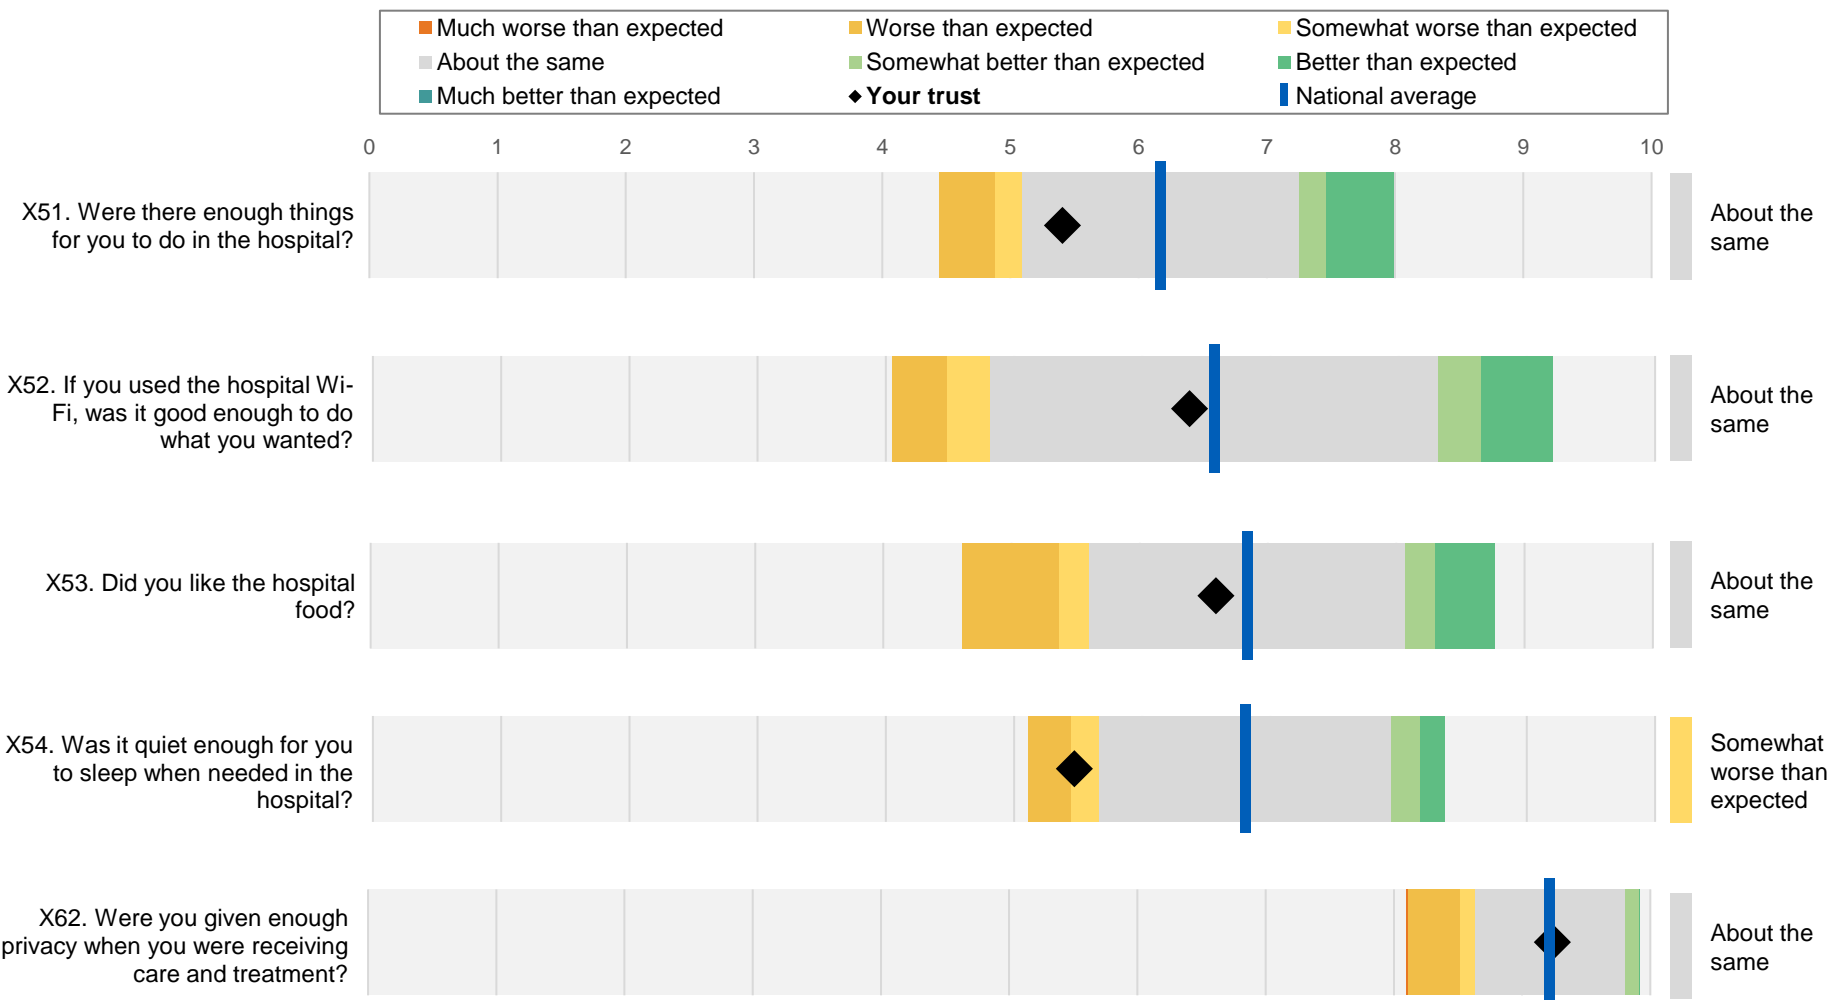 Much worse than expected
Worse than expected
Somewhat worse than expected
About the same
Somewhat better than expected
Better than expected
Much better than expected
Your trust
National average
0 1 2 3 4 5 6 7 8 9 10
X51. Were there enough things
for you to do in the hospital?
About the
same
X52. If you used the hospital Wi-
Fi, was it good enough to do
what you wanted?
About the
same
X53. Did you like the hospital
food?
About the
same
X54. Was it quiet enough for you
to sleep when needed in the
hospital?
Somewhat
worse than
expected
X62. Were you given enough
privacy when you were receiving
care and treatment?
About the
same